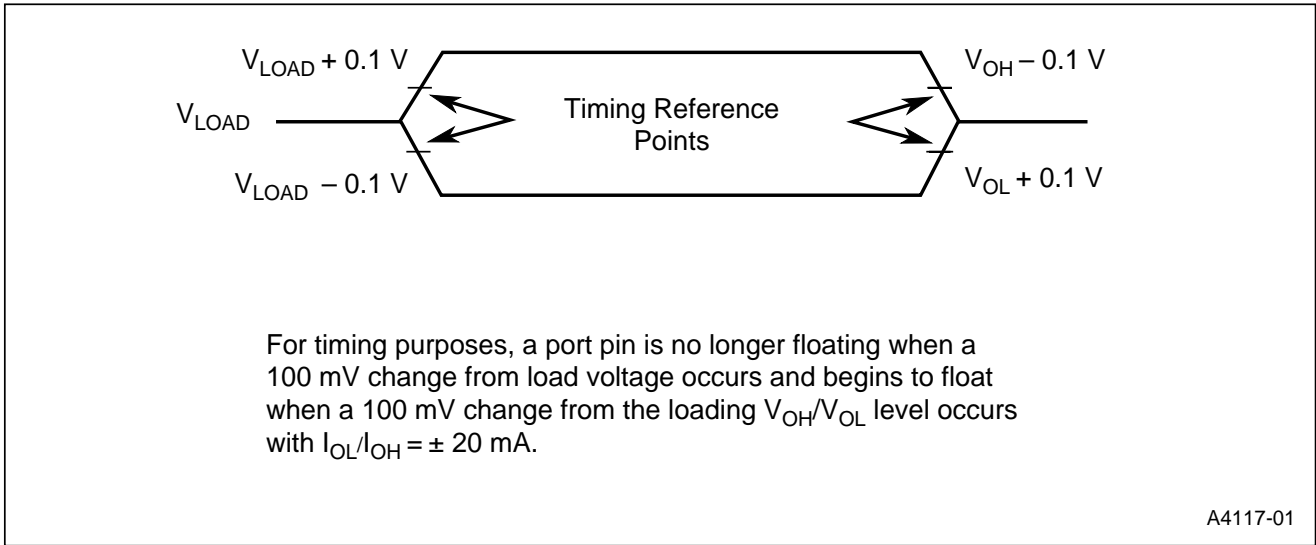 V_LOAD + 0.1 V
V_OH – 0.1 V
V_LOAD
Timing Reference
Points
V_LOAD – 0.1 V
V_OL + 0.1 V
For timing purposes, a port pin is no longer floating when a
100 mV change from load voltage occurs and begins to float
when a 100 mV change from the loading V_OH/V_OL level occurs
with I_OL/I_OH = ± 20 mA.
A4117-01